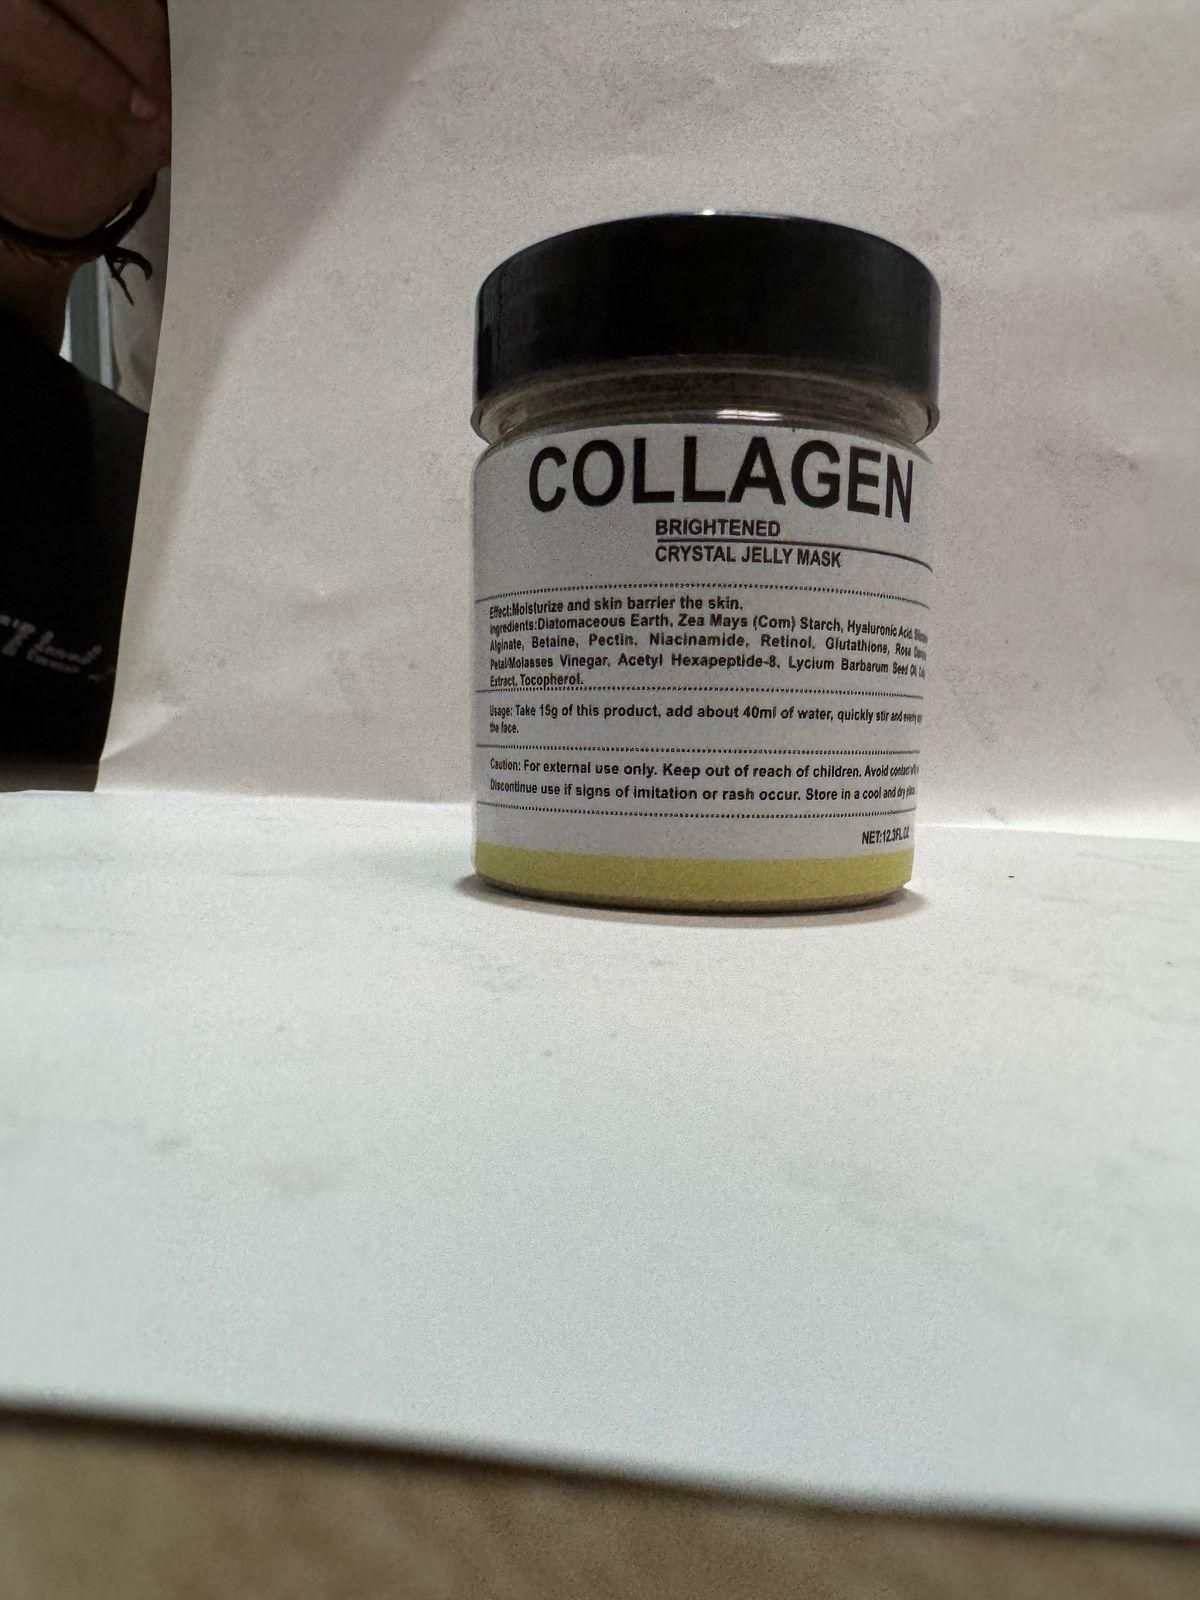 COLLAGEN
BRIGHTENED
CRYSTAL JELLY MASK
Effect:Moisturize and skin barrier the skin.
Ingredients:Diatomaceous Earth, Zea Mays (Com) Starch, Hyaluronic Acid,
Alginate, Betaine, Pectin, Niacinamide, Retinol, Glutathione, Rosa
Petal/Molasses Vinegar, Acetyl Hexapeptide-8, Lycium Barbarum Seed Oil,
Extract, Tocopherol.
Usage: Take 15g of this product, add about 40ml of water, quickly stir and
the face.
Caution: For external use only. Keep out of reach of children. Avoid contact
Discontinue use if signs of imitation or rash occur. Store in a cool and dry
NET:12.3FL.OZ